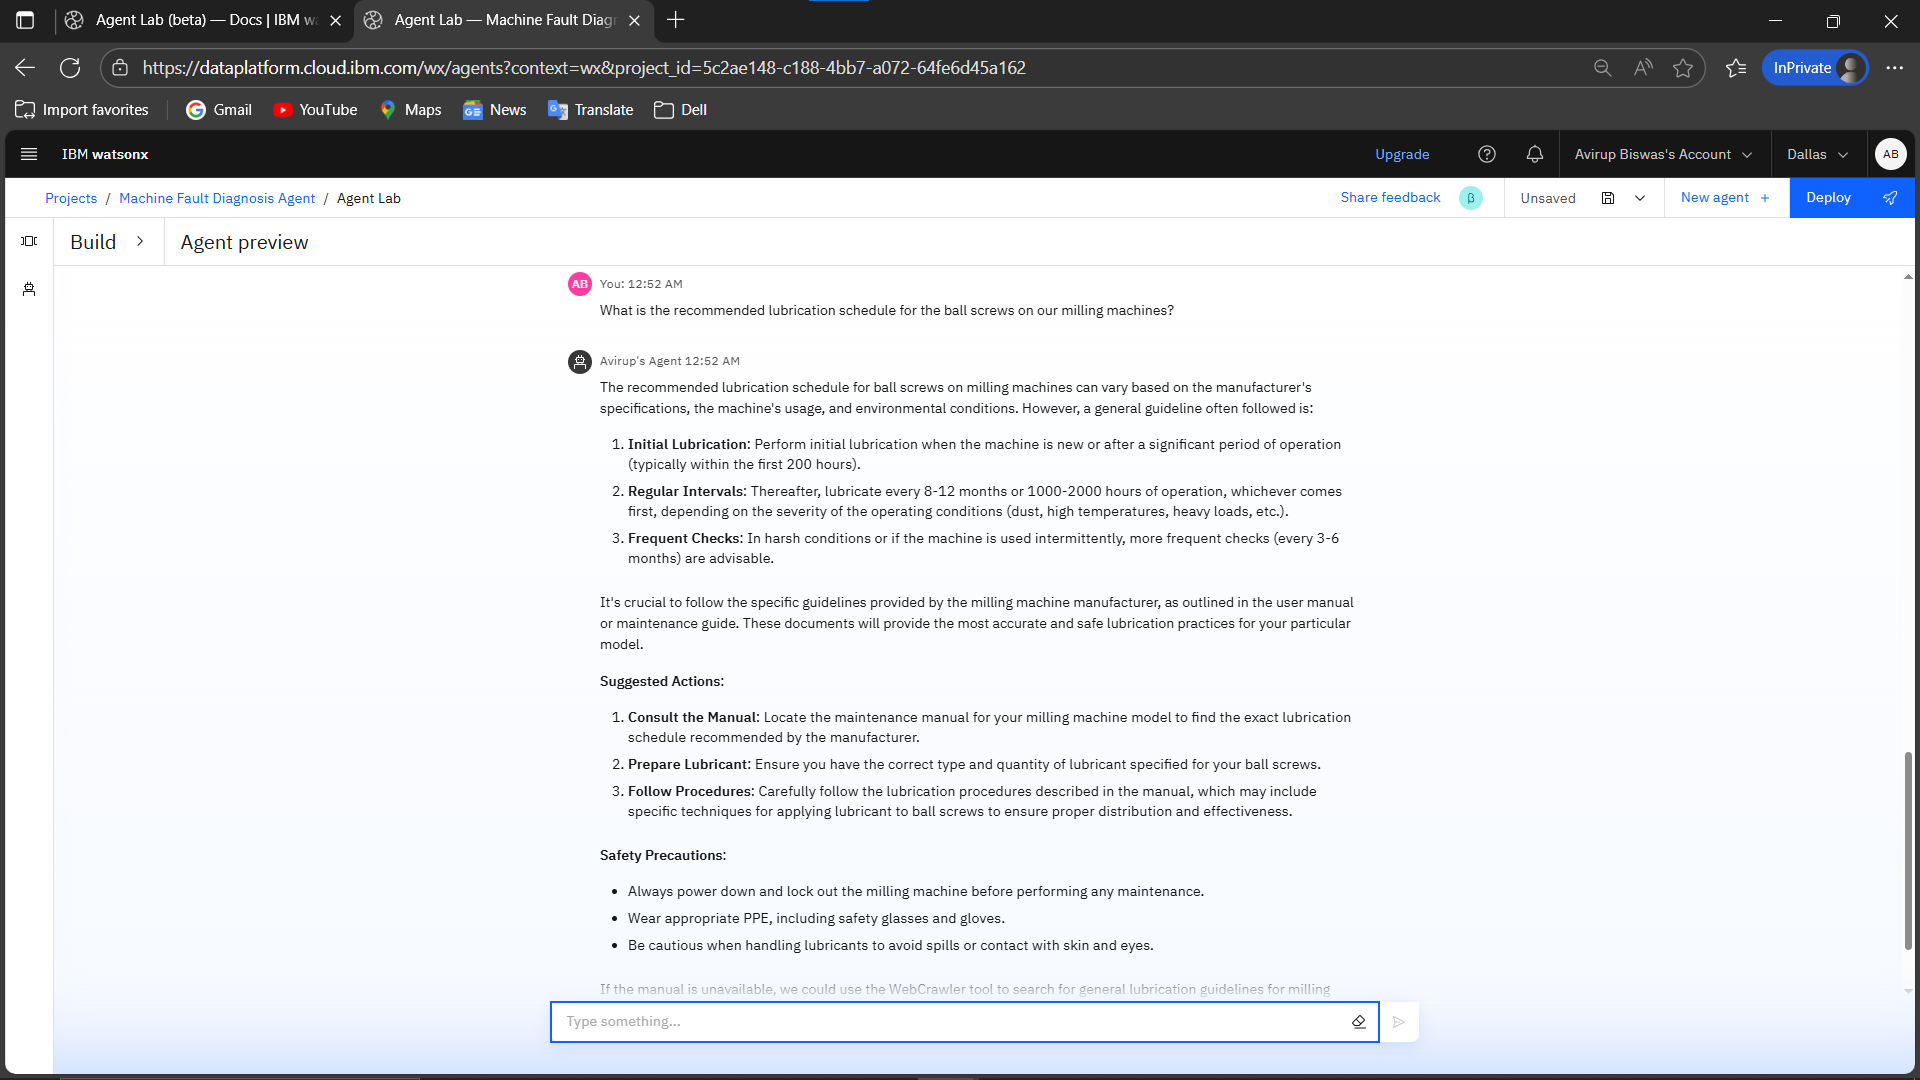 Agent Lab (beta) — Docs | IBM w
Agent Lab — Machine Fault Diag
https://dataplatform.cloud.ibm.com/wx/agents?context=wx&project_id=5c2ae148-c188-4bb7-a072-64fe6d45a162
InPrivate
Import favorites
Gmail
YouTube
Maps
News
Translate
Dell
IBM watsonx
Upgrade
Avirup Biswas's Account
Dallas
AB
Projects / Machine Fault Diagnosis Agent / Agent Lab
Share feedback
β
Unsaved
New agent +
Deploy
Build
Agent preview
AB
You: 12:52 AM
What is the recommended lubrication schedule for the ball screws on our milling machines?
Avirup's Agent 12:52 AM
The recommended lubrication schedule for ball screws on milling machines can vary based on the manufacturer's
specifications, the machine's usage, and environmental conditions. However, a general guideline often followed is:
1. Initial Lubrication: Perform initial lubrication when the machine is new or after a significant period of operation
(typically within the first 200 hours).
2. Regular Intervals: Thereafter, lubricate every 8-12 months or 1000-2000 hours of operation, whichever comes
first, depending on the severity of the operating conditions (dust, high temperatures, heavy loads, etc.).
3. Frequent Checks: In harsh conditions or if the machine is used intermittently, more frequent checks (every 3-6
months) are advisable.
It's crucial to follow the specific guidelines provided by the milling machine manufacturer, as outlined in the user manual
or maintenance guide. These documents will provide the most accurate and safe lubrication practices for your particular
model.
Suggested Actions:
1. Consult the Manual: Locate the maintenance manual for your milling machine model to find the exact lubrication
schedule recommended by the manufacturer.
2. Prepare Lubricant: Ensure you have the correct type and quantity of lubricant specified for your ball screws.
3. Follow Procedures: Carefully follow the lubrication procedures described in the manual, which may include
specific techniques for applying lubricant to ball screws to ensure proper distribution and effectiveness.
Safety Precautions:
• Always power down and lock out the milling machine before performing any maintenance.
• Wear appropriate PPE, including safety glasses and gloves.
• Be cautious when handling lubricants to avoid spills or contact with skin and eyes.
If the manual is unavailable, we could use the WebCrawler tool to search for general lubrication guidelines for milling
Type something...